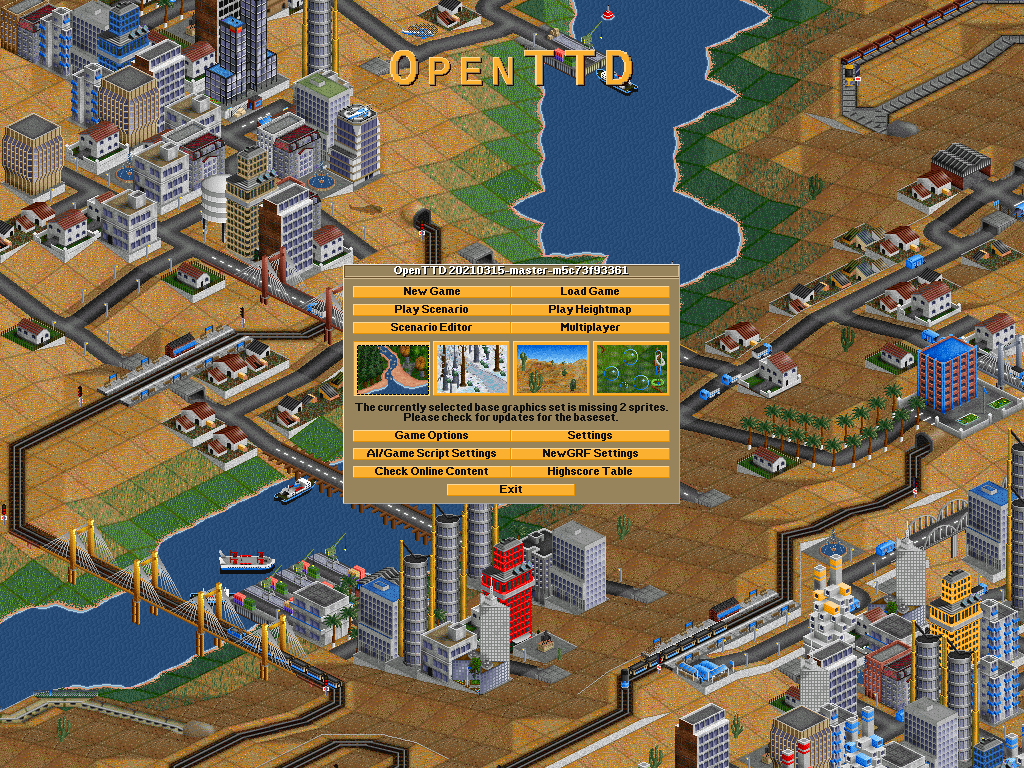 OpenTTD
OpenTTD 20210315-master-m5c73f93361
New Game
Load Game
Play Scenario
Play Heightmap
Scenario Editor
Multiplayer
The currently selected base graphics set is missing 2 sprites.
Please check for updates for the baseset.
Game Options
Settings
AI/Game Script Settings
NewGRF Settings
Check Online Content
Highscore Table
Exit